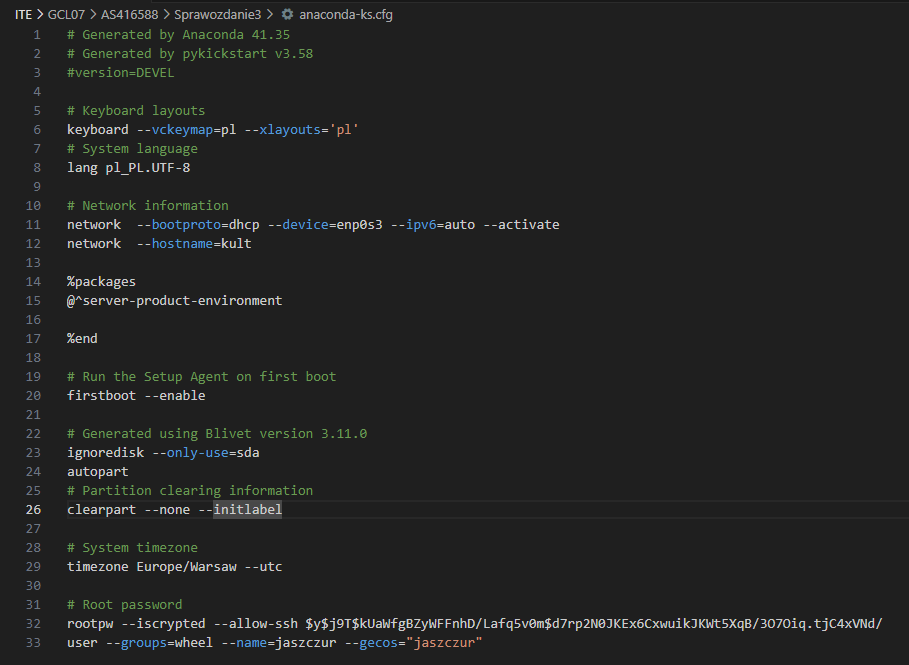 ITE > GCL07 > AS416588 > Sprawozdanie3 > anaconda-ks.cfg
1 # Generated by Anaconda 41.35
2 # Generated by pykickstart v3.58
3 #version=DEVEL
4
5 # Keyboard layouts
6 keyboard --vckeymap=pl --xlayouts='pl'
7 # System language
8 lang pl_PL.UTF-8
9
10 # Network information
11 network  --bootproto=dhcp --device=enp0s3 --ipv6=auto --activate
12 network  --hostname=kult
13
14 %packages
15 @^server-product-environment
16
17 %end
18
19 # Run the Setup Agent on first boot
20 firstboot --enable
21
22 # Generated using Blivet version 3.11.0
23 ignoredisk --only-use=sda
24 autopart
25 # Partition clearing information
26 clearpart --none --initlabel
27
28 # System timezone
29 timezone Europe/Warsaw --utc
30
31 # Root password
32 rootpw --iscrypted --allow-ssh $y$j9T$kUaWfgBZyWFFnhD/Lafq5v0m$d7rp2N0JKEx6CxwuikJKWt5XqB/3O7Oiq.tjC4xVNd/
33 user --groups=wheel --name=jaszczur --gecos="jaszczur"